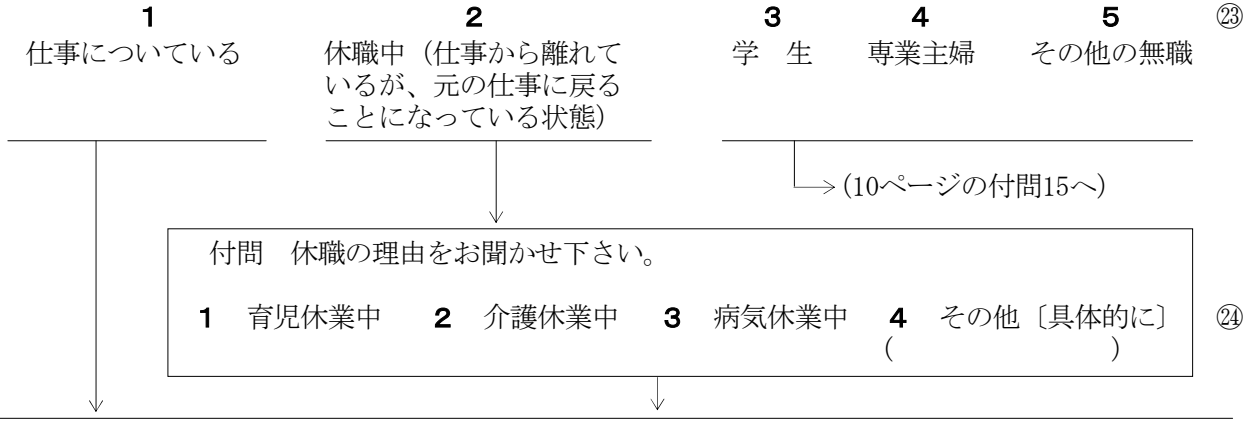 1 2 3 4 5 ㉓
仕事についている 休職中（仕事から離れて 学 生 専業主婦 その他の無職
いるが、元の仕事に戻る
ことになっている状態）
(10ページの付問15へ)
付問 休職の理由をお聞かせ下さい。
1 育児休業中 2 介護休業中 3 病気休業中 4 その他〔具体的に〕 ㉔
( )